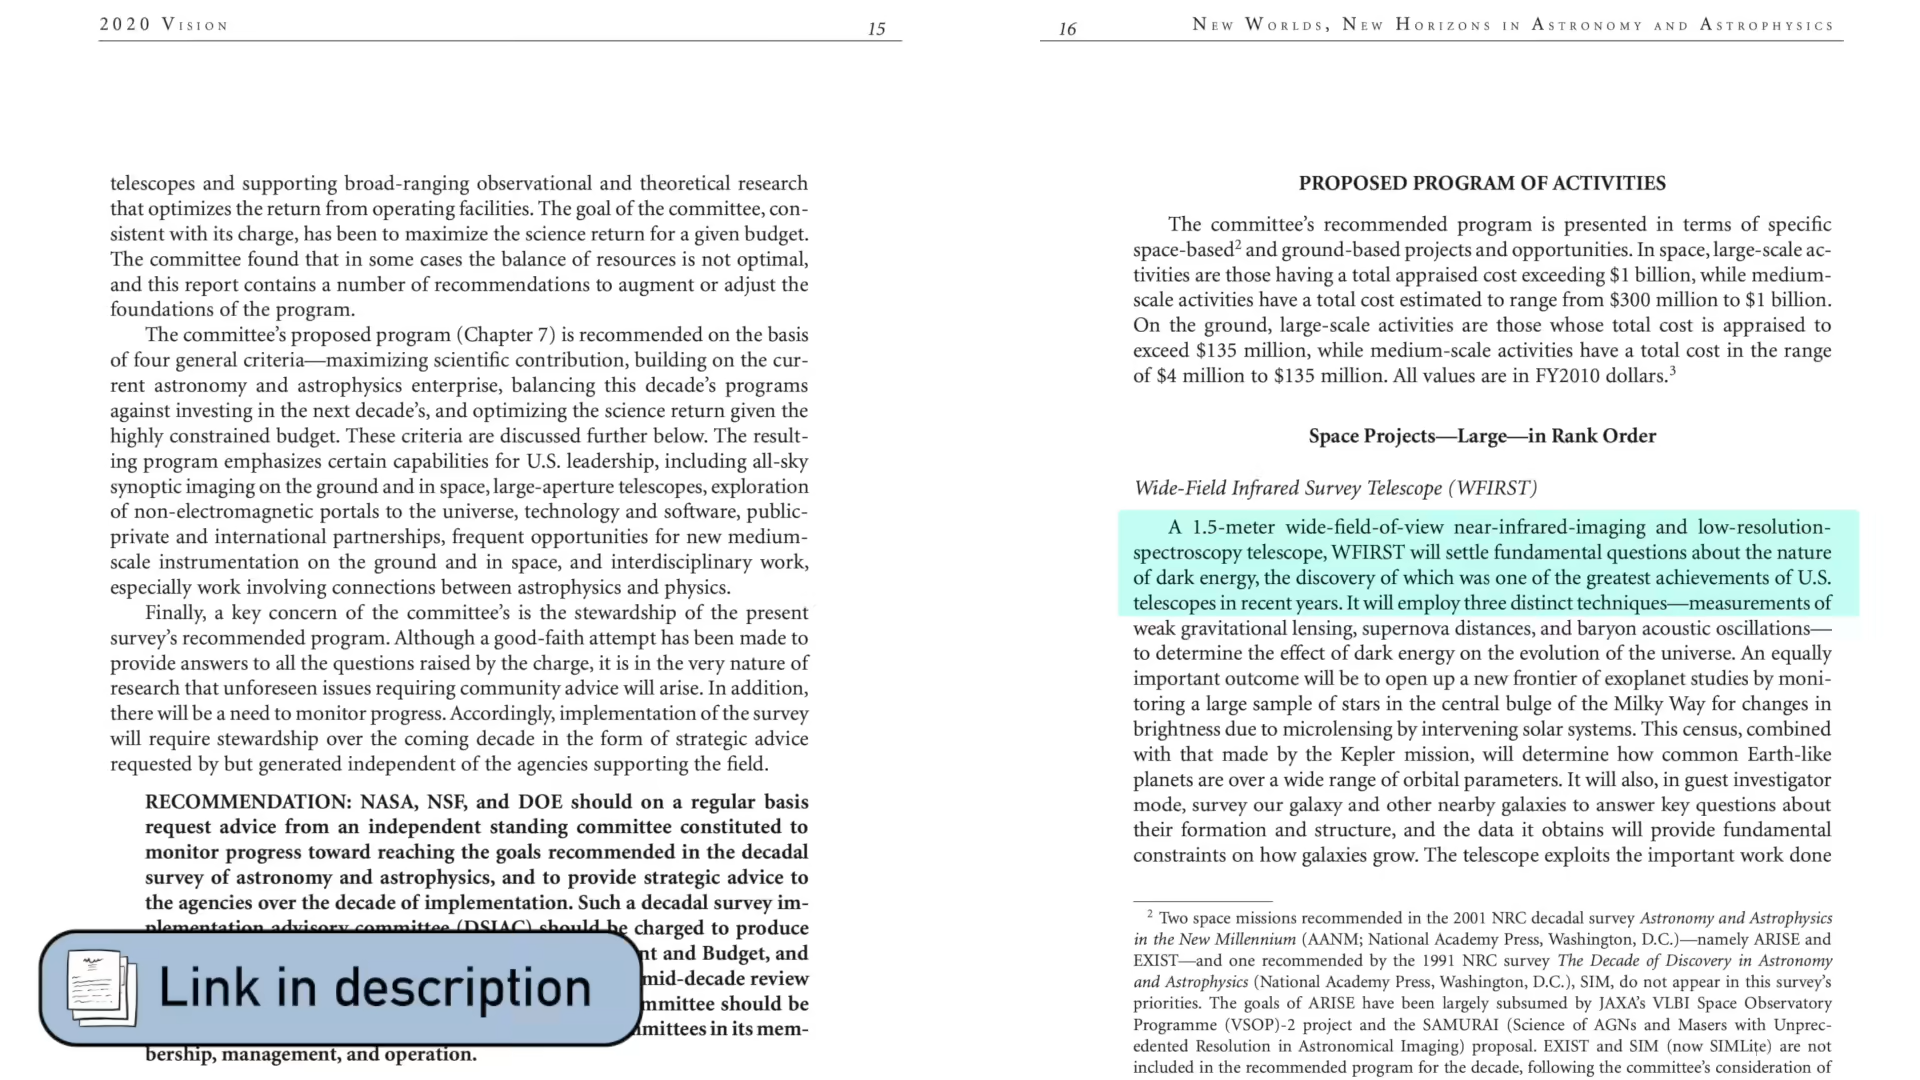 2020 Vision
15
telescopes and supporting broad-ranging observational and theoretical research
that optimizes the return from operating facilities. The goal of the committee, con-
sistent with its charge, has been to maximize the science return for a given budget.
The committee found that in some cases the balance of resources is not optimal,
and this report contains a number of recommendations to augment or adjust the
foundations of the program.
The committee’s proposed program (Chapter 7) is recommended on the basis
of four general criteria—maximizing scientific contribution, building on the cur-
rent astronomy and astrophysics enterprise, balancing this decade’s programs
against investing in the next decade’s, and optimizing the science return given the
highly constrained budget. These criteria are discussed further below. The result-
ing program emphasizes certain capabilities for U.S. leadership, including all-sky
synoptic imaging on the ground and in space, large-aperture telescopes, exploration
of non-electromagnetic portals to the universe, technology and software, public-
private and international partnerships, frequent opportunities for new medium-
scale instrumentation on the ground and in space, and interdisciplinary work,
especially work involving connections between astrophysics and physics.
Finally, a key concern of the committee’s is the stewardship of the present
survey’s recommended program. Although a good-faith attempt has been made to
provide answers to all the questions raised by the charge, it is in the very nature of
research that unforeseen issues requiring community advice will arise. In addition,
there will be a need to monitor progress. Accordingly, implementation of the survey
will require stewardship over the coming decade in the form of strategic advice
requested by but generated independent of the agencies supporting the field.
RECOMMENDATION: NASA, NSF, and DOE should on a regular basis
request advice from an independent standing committee constituted to
monitor progress toward reaching the goals recommended in the decadal
survey of astronomy and astrophysics, and to provide strategic advice to
the agencies over the decade of implementation. Such a decadal survey im-
plementation advisory committee (DSIAC) should be charged to produce
nt and Budget, and
mid-decade review
mmittee should be
mmittees in its mem-
bership, management, and operation.
Link in description
16
New Worlds, New Horizons in Astronomy and Astrophysics
PROPOSED PROGRAM OF ACTIVITIES
The committee’s recommended program is presented in terms of specific
space-based2 and ground-based projects and opportunities. In space, large-scale ac-
tivities are those having a total appraised cost exceeding $1 billion, while medium-
scale activities have a total cost estimated to range from $300 million to $1 billion.
On the ground, large-scale activities are those whose total cost is appraised to
exceed $135 million, while medium-scale activities have a total cost in the range
of $4 million to $135 million. All values are in FY2010 dollars.3
Space Projects—Large—in Rank Order
Wide-Field Infrared Survey Telescope (WFIRST)
A 1.5-meter wide-field-of-view near-infrared-imaging and low-resolution-
spectroscopy telescope, WFIRST will settle fundamental questions about the nature
of dark energy, the discovery of which was one of the greatest achievements of U.S.
telescopes in recent years. It will employ three distinct techniques—measurements of
weak gravitational lensing, supernova distances, and baryon acoustic oscillations—
to determine the effect of dark energy on the evolution of the universe. An equally
important outcome will be to open up a new frontier of exoplanet studies by moni-
toring a large sample of stars in the central bulge of the Milky Way for changes in
brightness due to microlensing by intervening solar systems. This census, combined
with that made by the Kepler mission, will determine how common Earth-like
planets are over a wide range of orbital parameters. It will also, in guest investigator
mode, survey our galaxy and other nearby galaxies to answer key questions about
their formation and structure, and the data it obtains will provide fundamental
constraints on how galaxies grow. The telescope exploits the important work done
2 Two space missions recommended in the 2001 NRC decadal survey Astronomy and Astrophysics
in the New Millennium (AANM; National Academy Press, Washington, D.C.)—namely ARISE and
EXIST—and one recommended by the 1991 NRC survey The Decade of Discovery in Astronomy
and Astrophysics (National Academy Press, Washington, D.C.), SIM, do not appear in this survey’s
priorities. The goals of ARISE have been largely subsumed by JAXA’s VLBI Space Observatory
Programme (VSOP)-2 project and the SAMURAI (Science of AGNs and Masers with Unprec-
edented Resolution in Astronomical Imaging) proposal. EXIST and SIM (now SIMLite) are not
included in the recommended program for the decade, following the committee’s consideration of